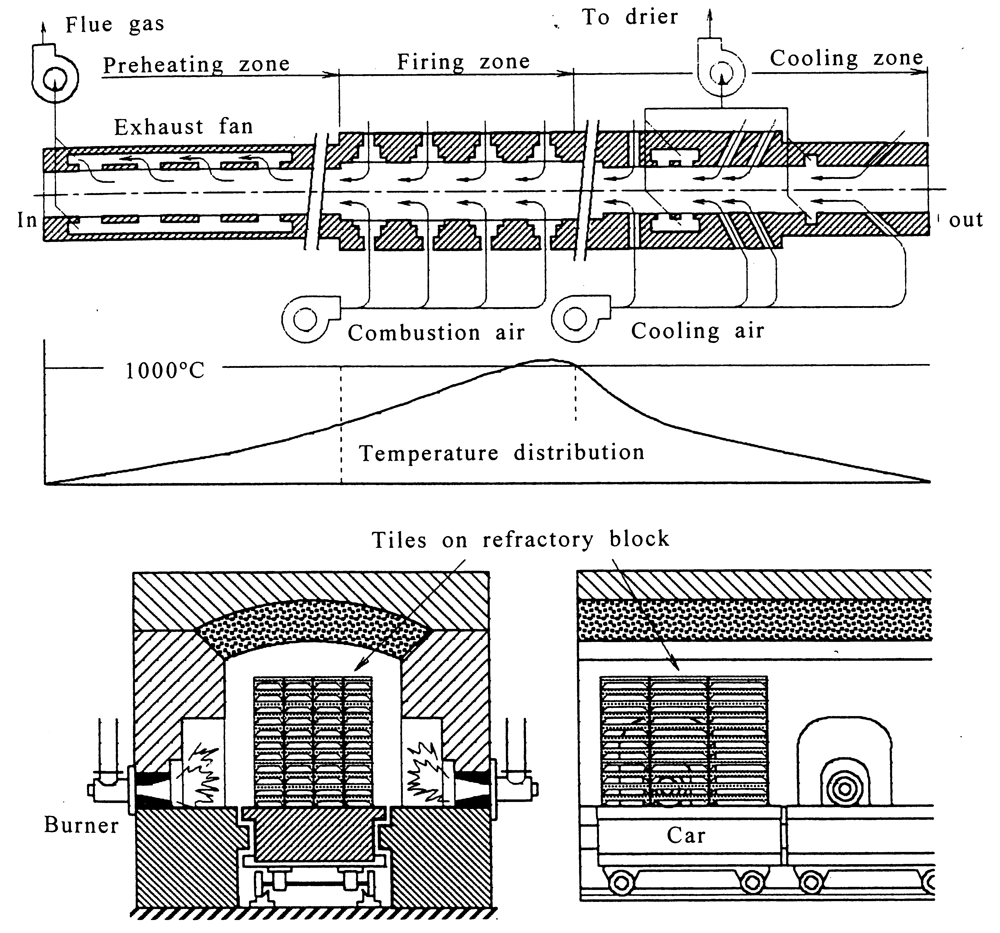 Flue gas
To drier
Preheating zone
Firing zone
Cooling zone
Exhaust fan
In
out
Combustion air
Cooling air
1000°C
Temperature distribution
Tiles on refractory block
Burner
Car